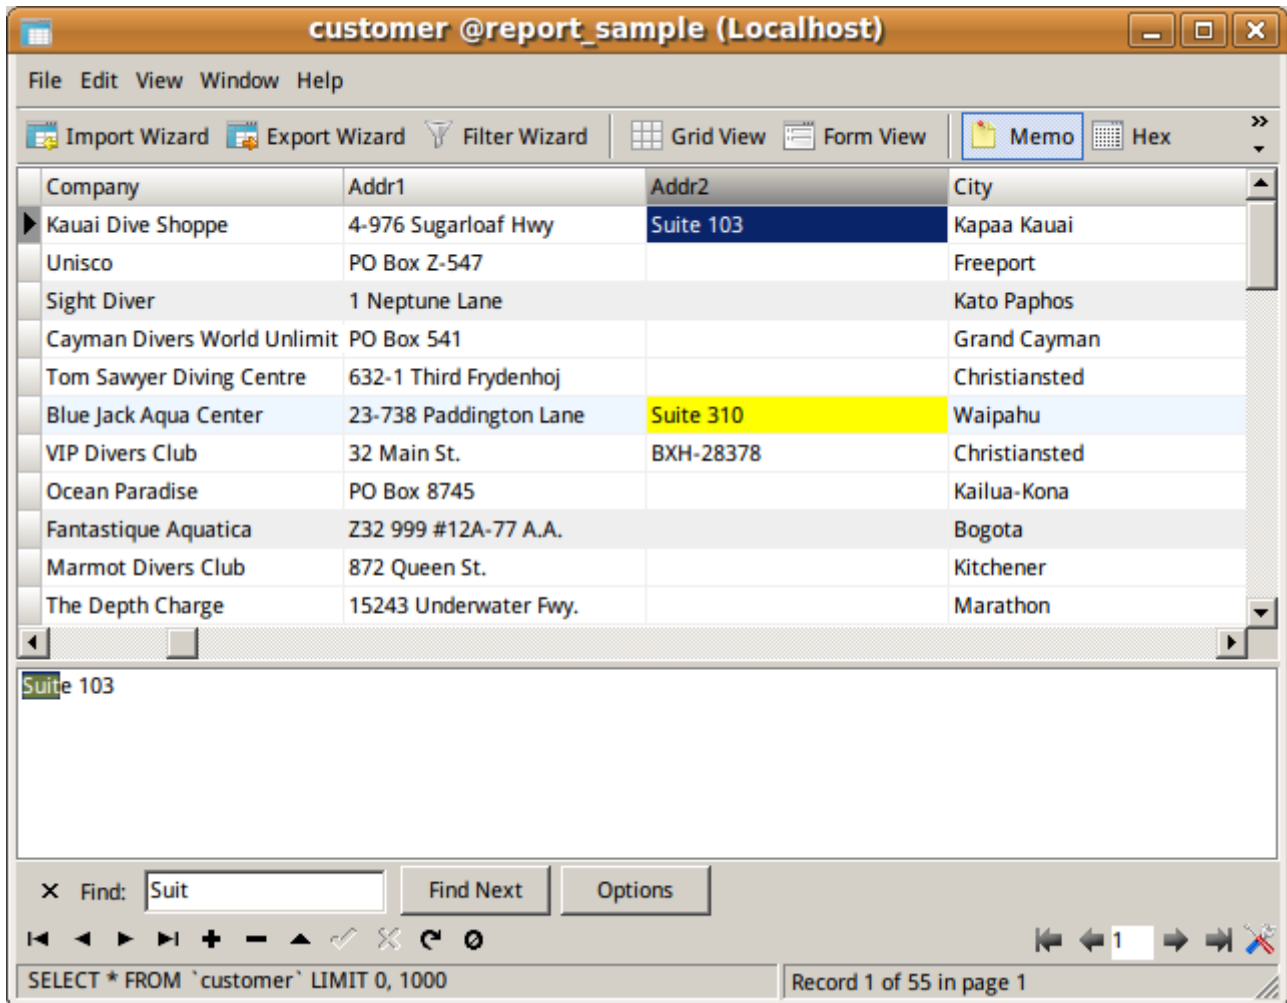 customer @report_sample (Localhost)
File Edit View Window Help
Import Wizard Export Wizard Filter Wizard Grid View Form View Memo Hex »
Company Addr1 Addr2 City
Kauai Dive Shoppe 4-976 Sugarloaf Hwy Suite 103 Kapaa Kauai
Unisco PO Box Z-547 Freeport
Sight Diver 1 Neptune Lane Kato Paphos
Cayman Divers World Unlimit PO Box 541 Grand Cayman
Tom Sawyer Diving Centre 632-1 Third Frydenhoj Christiansted
Blue Jack Aqua Center 23-738 Paddington Lane Suite 310 Waipahu
VIP Divers Club 32 Main St. BXH-28378 Christiansted
Ocean Paradise PO Box 8745 Kailua-Kona
Fantastique Aquatica Z32 999 #12A-77 A.A. Bogota
Marmot Divers Club 872 Queen St. Kitchener
The Depth Charge 15243 Underwater Fwy. Marathon
Suite 103
Find: Suit Find Next Options
1
SELECT * FROM `customer` LIMIT 0, 1000 Record 1 of 55 in page 1